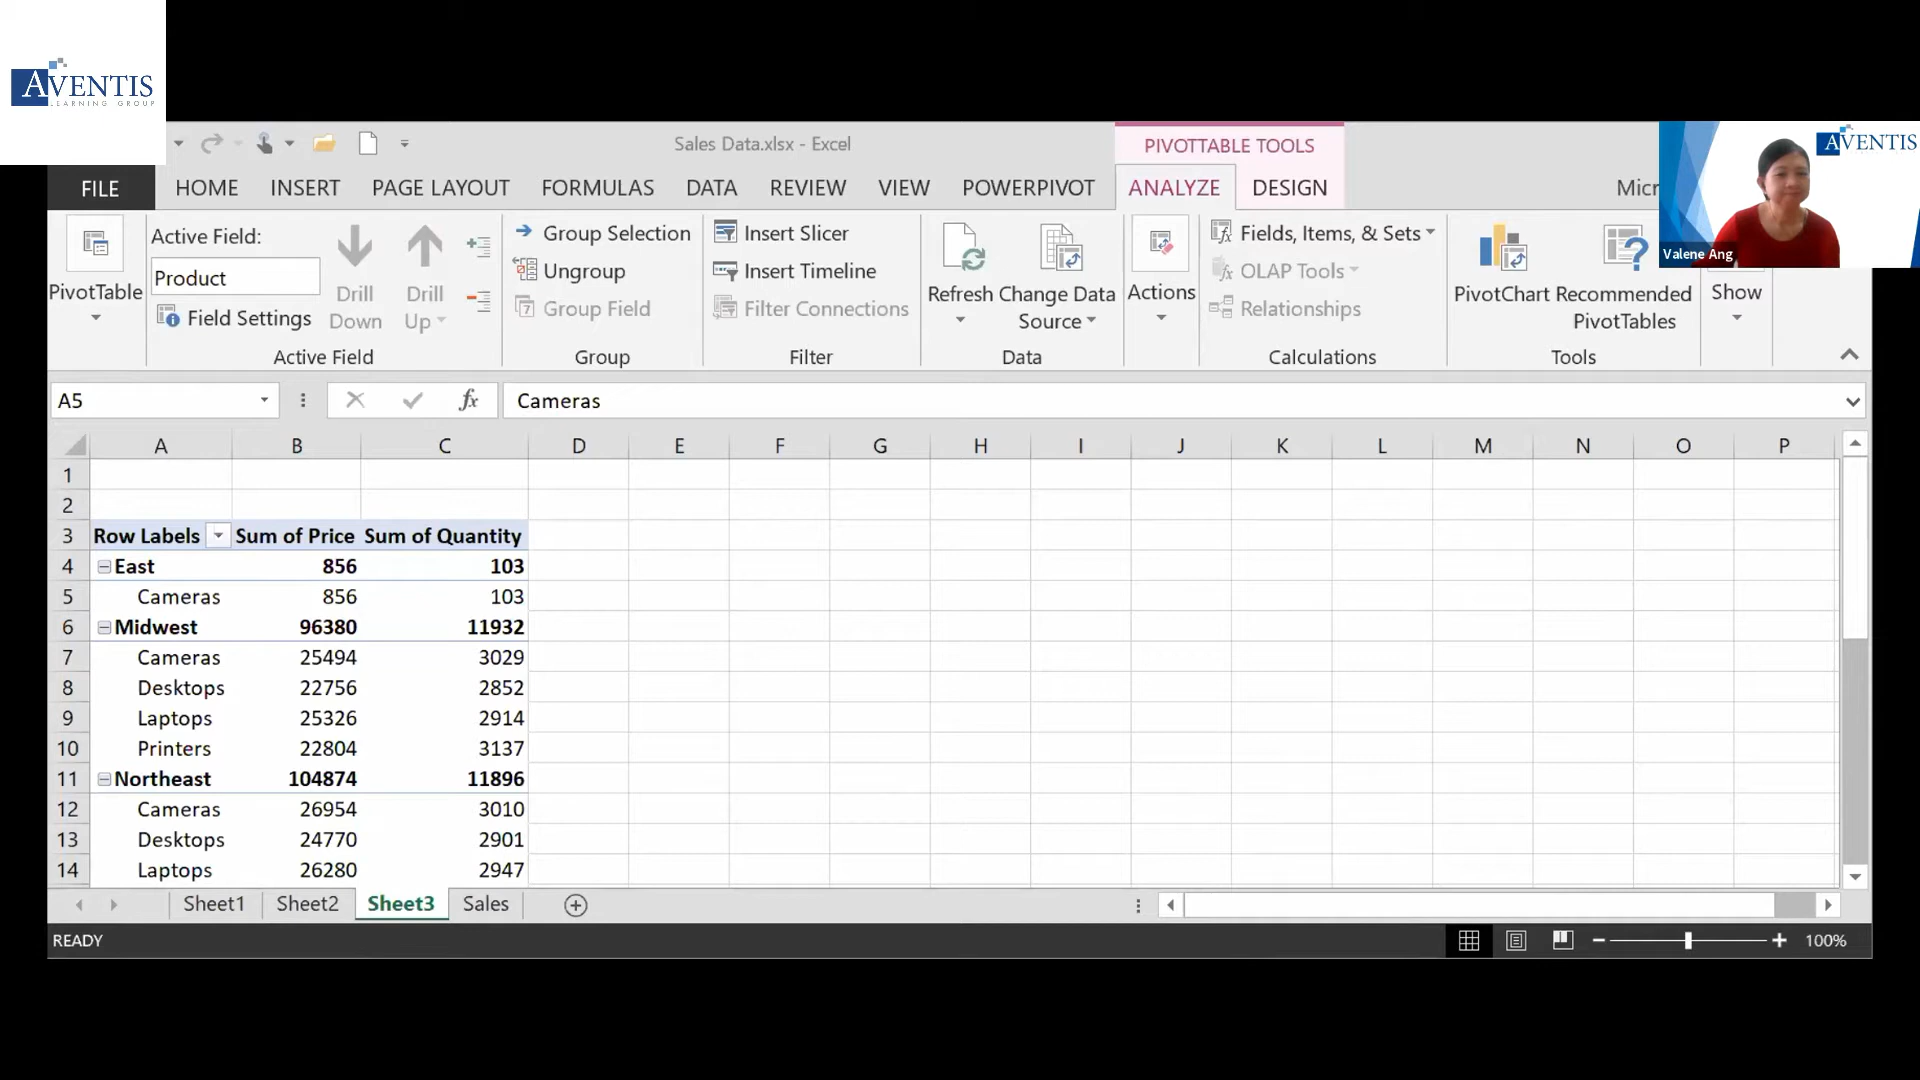 AVENTIS
LEARNING GROUP
Sales Data.xlsx - Excel
PIVOTTABLE TOOLS
AVENTIS
FILE
HOME
INSERT
PAGE LAYOUT
FORMULAS
DATA
REVIEW
VIEW
POWERPIVOT
ANALYZE
DESIGN
Micr
Valene Ang
PivotTable
Active Field:
Product
Field Settings
Drill Down
Drill Up
Active Field
Group Selection
Ungroup
Group Field
Group
Insert Slicer
Insert Timeline
Filter Connections
Filter
Refresh
Change Data Source
Data
Actions
Fields, Items, & Sets
OLAP Tools
Relationships
Calculations
PivotChart
Recommended PivotTables
Tools
Show
A5
fx
Cameras
A B C D E F G H I J K L M N O P
1
2
3 Row Labels Sum of Price Sum of Quantity
4 East 856 103
5 Cameras 856 103
6 Midwest 96380 11932
7 Cameras 25494 3029
8 Desktops 22756 2852
9 Laptops 25326 2914
10 Printers 22804 3137
11 Northeast 104874 11896
12 Cameras 26954 3010
13 Desktops 24770 2901
14 Laptops 26280 2947
Sheet1 Sheet2 Sheet3 Sales
READY
100%